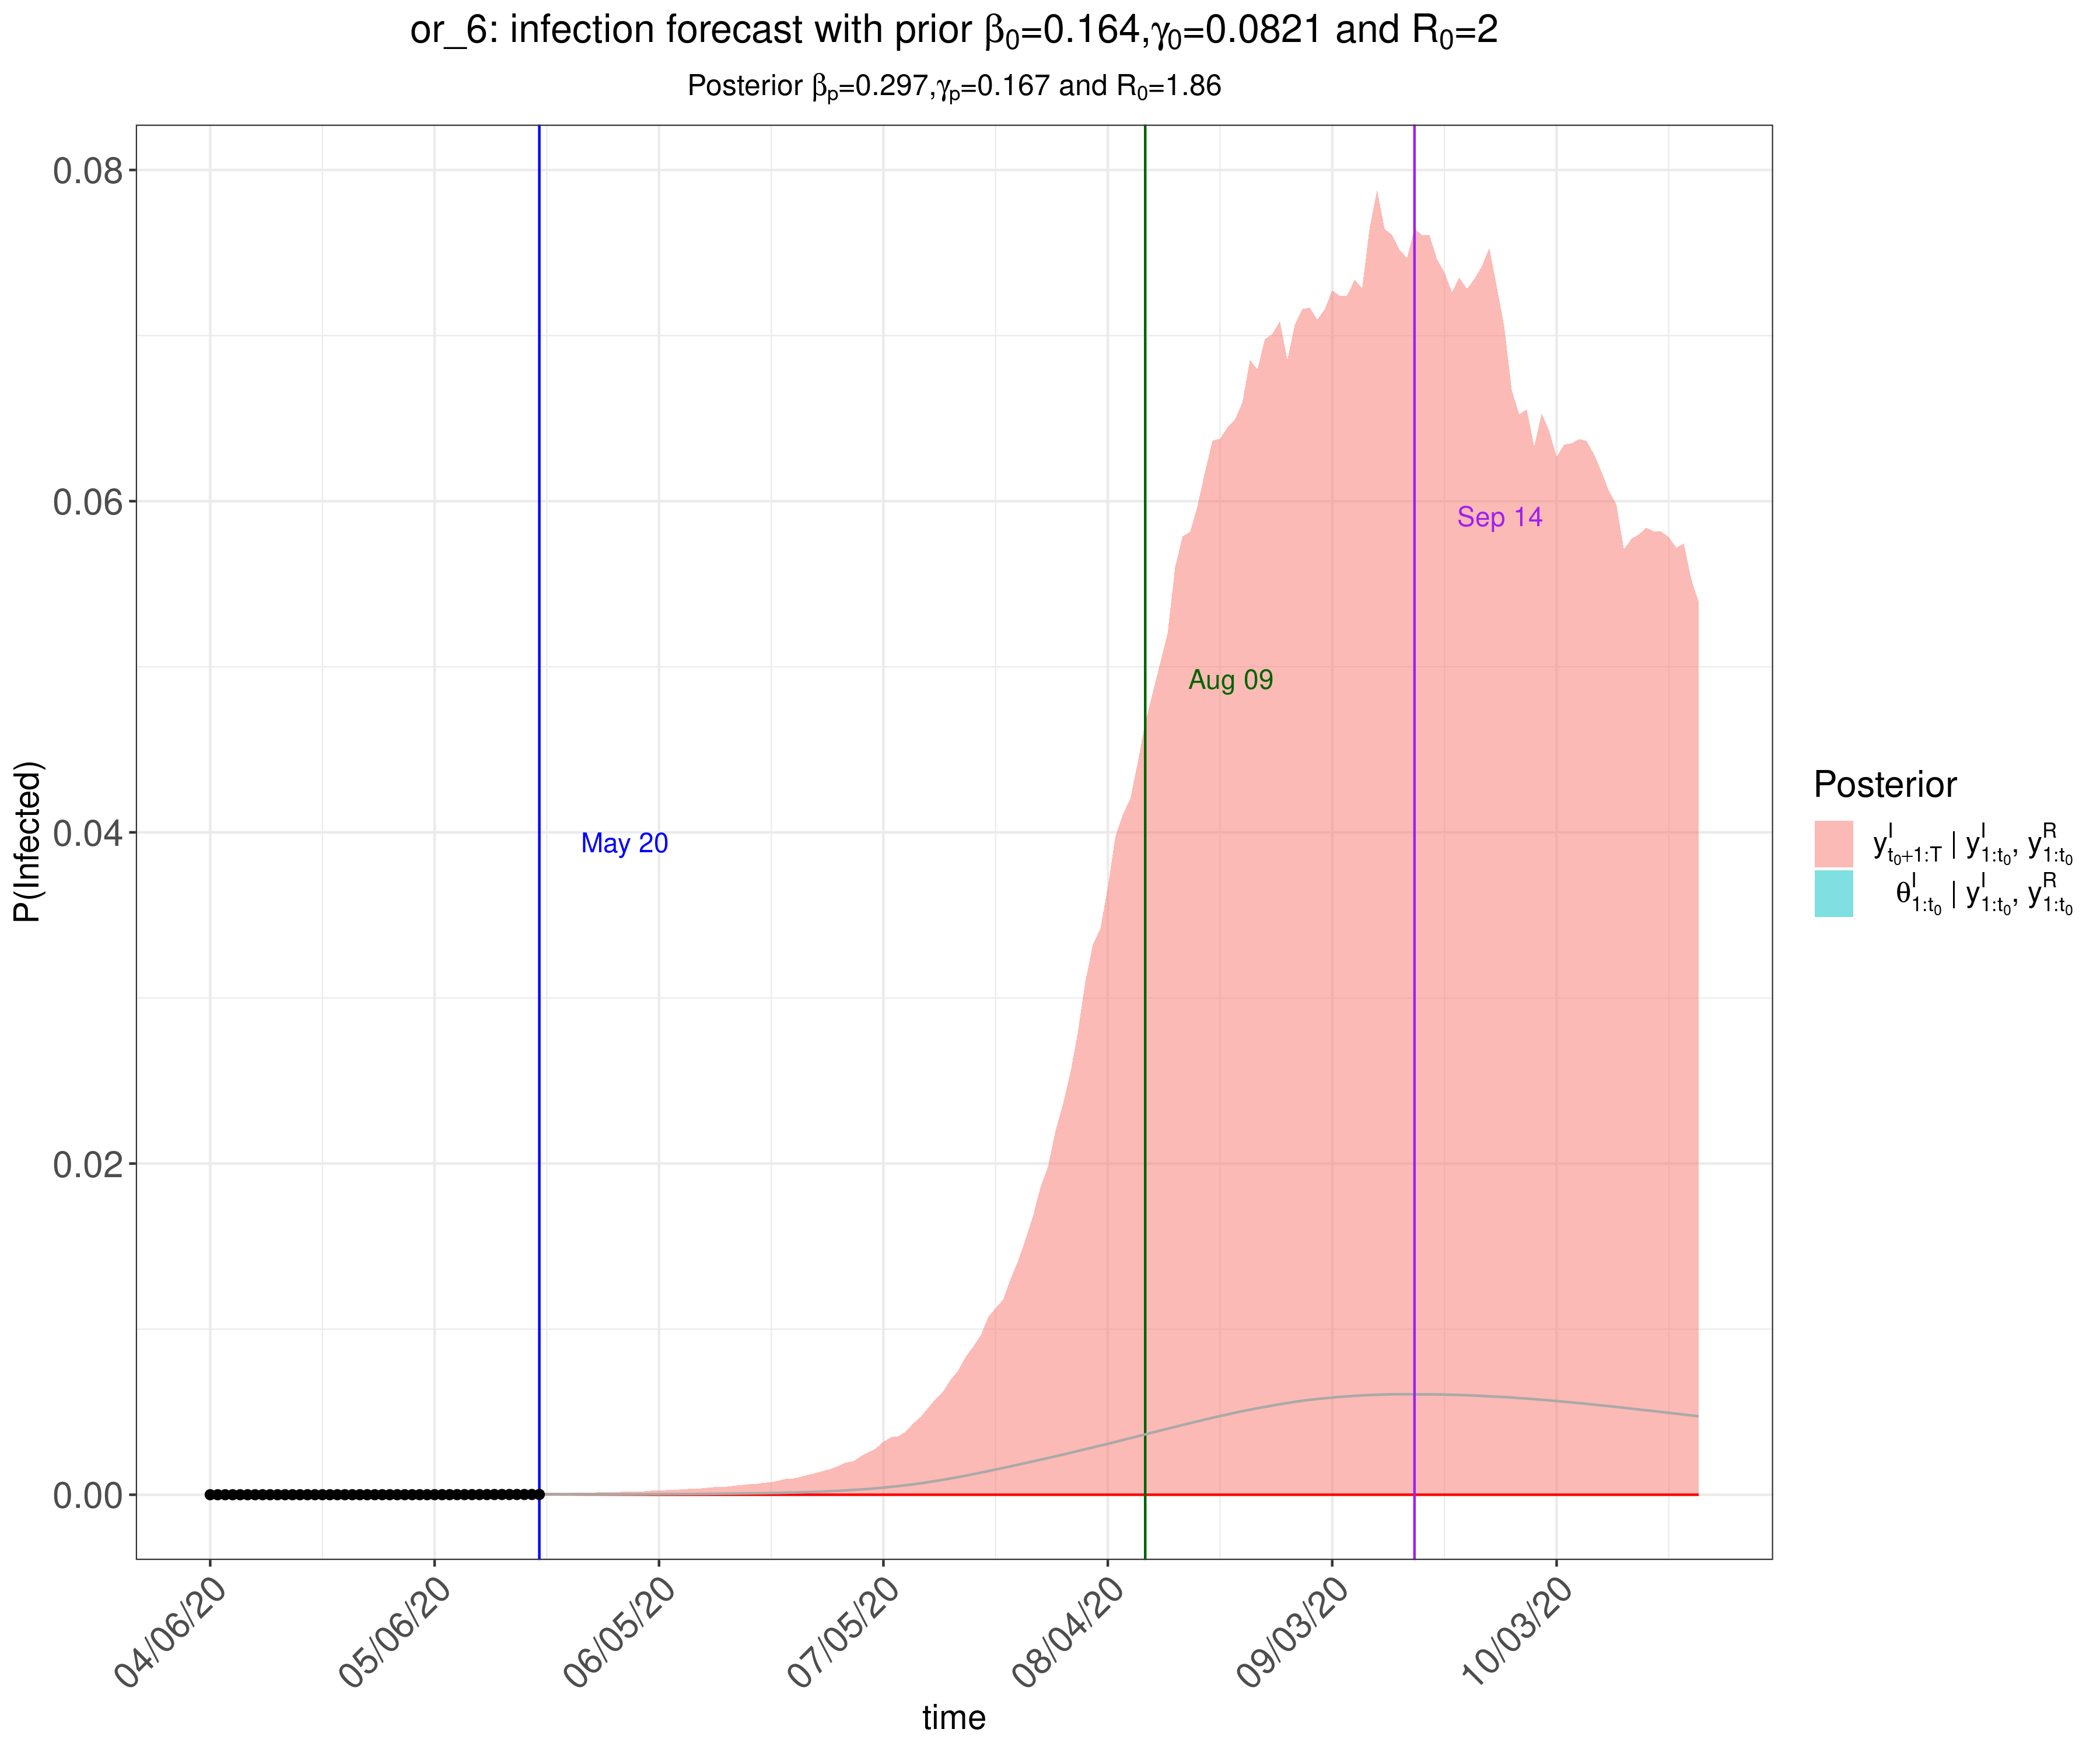 or_6: infection forecast with prior β₀=0.164,γ₀=0.0821 and R₀=2
Posterior βₚ=0.297,γₚ=0.167 and R₀=1.86
P(Infected)
0.08
0.06
0.04
0.02
0.00
May 20
Aug 09
Sep 14
04/06/20
05/06/20
06/05/20
07/05/20
08/04/20
09/03/20
10/03/20
time
Posterior
y^I_{t₀+1:T} | y^I_{1:t₀}, y^R_{1:t₀}
θ^I_{1:t₀} | y^I_{1:t₀}, y^R_{1:t₀}